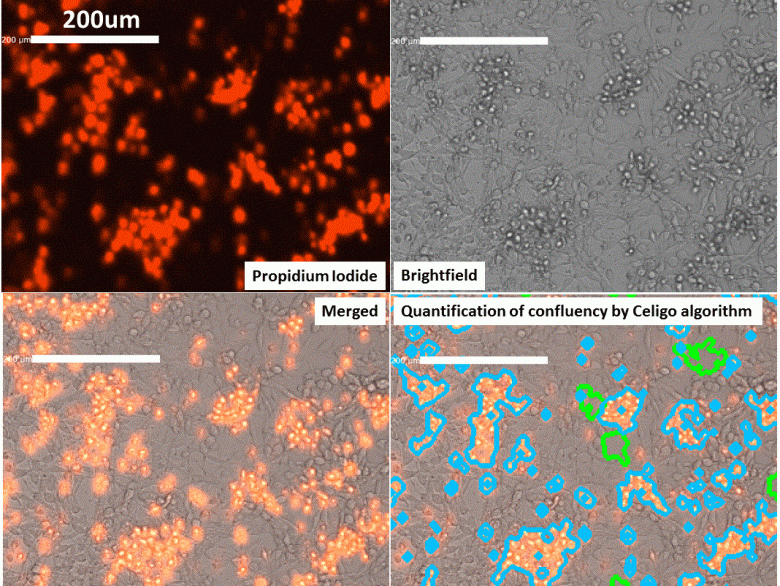 200um
200 µm
200 µm
Propidium Iodide
Brightfield
Merged
Quantification of confluency by Celigo algorithm
200 µm
200 µm